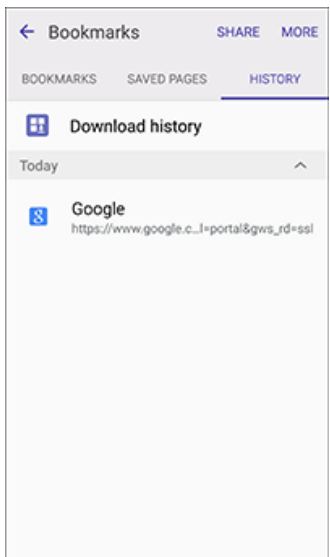 Bookmarks SHARE MORE
BOOKMARKS SAVED PAGES HISTORY
Download history
Today
Google
https://www.google.c...l=portal&gws_rd=ssl